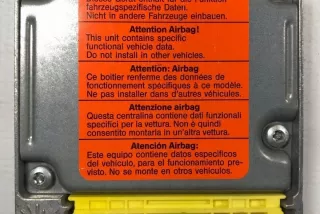 fahrzeugspezifische Daten.
Nicht in andere Fahrzeuge einbauen.
Attention Airbag!
This unit contains specific
functional vehicle data.
Do not install in other vehicles.
Attention: Airbag
Ce boitier renferme des données de
fonctionnement spécifiques à ce modèle.
Ne pas installer dans d'autres véhicules.
Attenzione airbag
Questa centralina contiene dati funzionali
specifici per la vettura. Non è quindi
consentito montarla in un'altra vettura.
Atención Airbag:
Este equipo contiene datos específicos
del vehículo, para el funcionamiento pre-
visto. No se monte en otros vehículos.